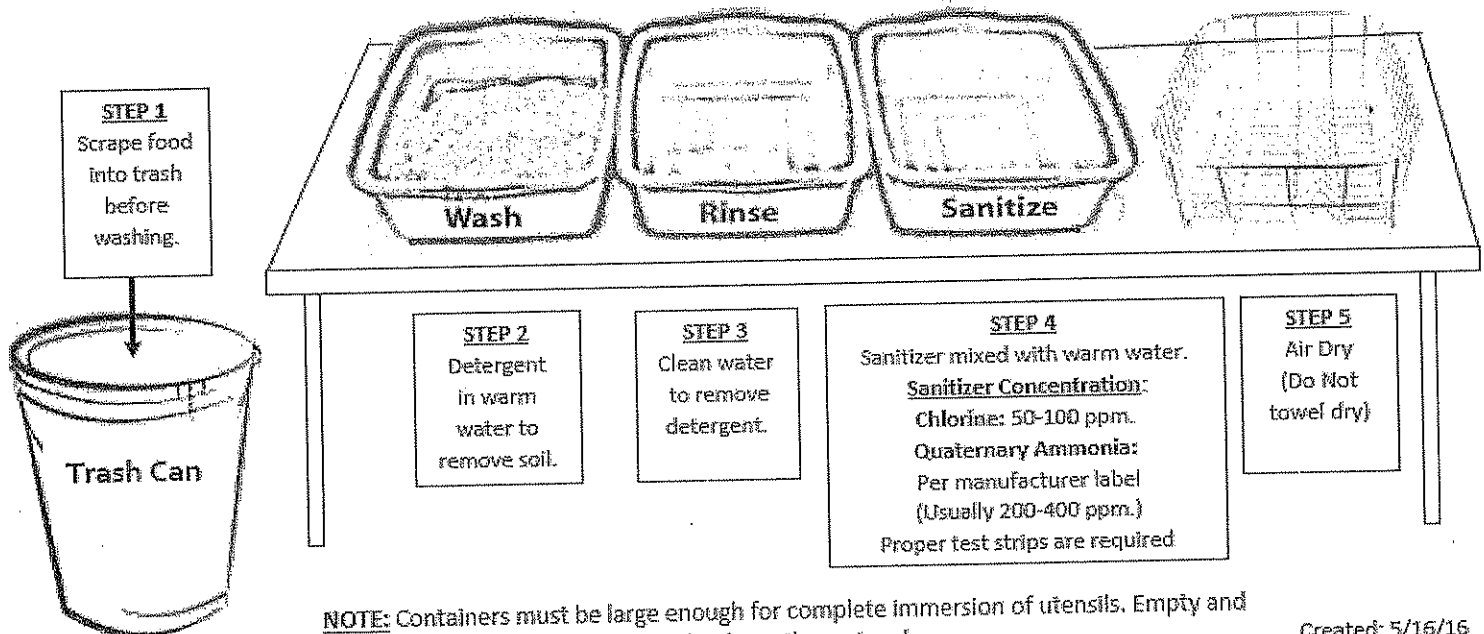 STEP 1
Scrape food
into trash
before
washing.
Trash Can
Wash
Rinse
Sanitize
STEP 2
Detergent
in warm
water to
remove soil.
STEP 3
Clean water
to remove
detergent.
STEP 4
Sanitizer mixed with warm water.
Sanitizer Concentration:
Chlorine: 50-100 ppm.
Quaternary Ammonia:
Per manufacturer label
(Usually 200-400 ppm.)
Proper test strips are required
STEP 5
Air Dry
(Do Not
towel dry)
NOTE: Containers must be large enough for complete immersion of utensils. Empty and
Created: 5/16/16